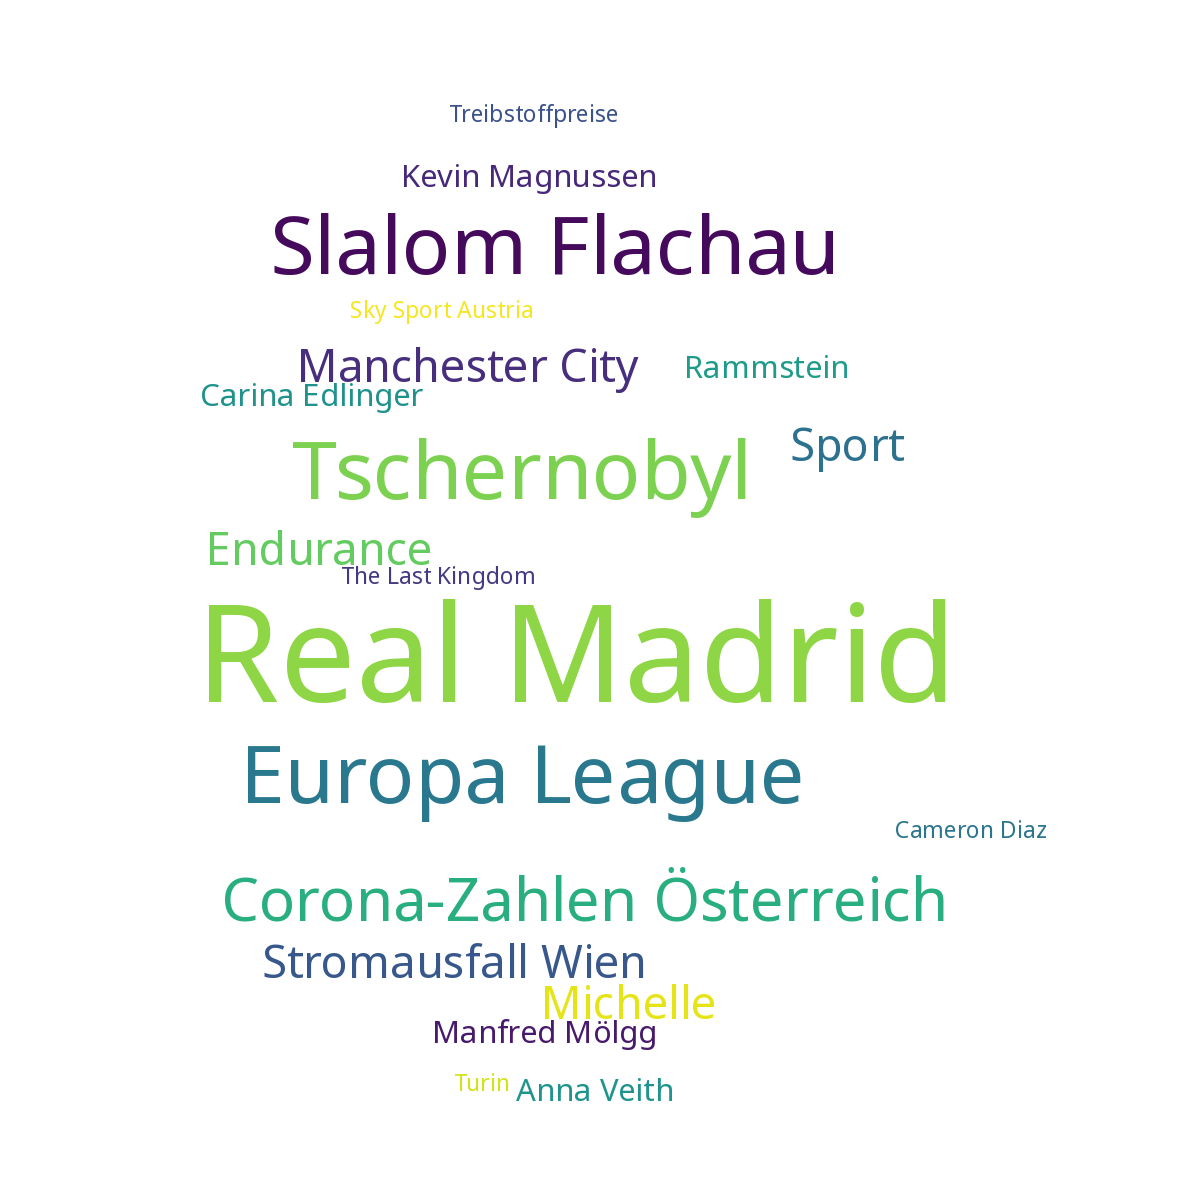 Treibstoffpreise
Kevin Magnussen
Slalom Flachau
Sky Sport Austria
Manchester City
Rammstein
Carina Edlinger
Sport
Tschernobyl
Endurance
The Last Kingdom
Real Madrid
Europa League
Cameron Diaz
Corona-Zahlen Österreich
Stromausfall Wien
Michelle
Manfred Mölgg
Turin
Anna Veith